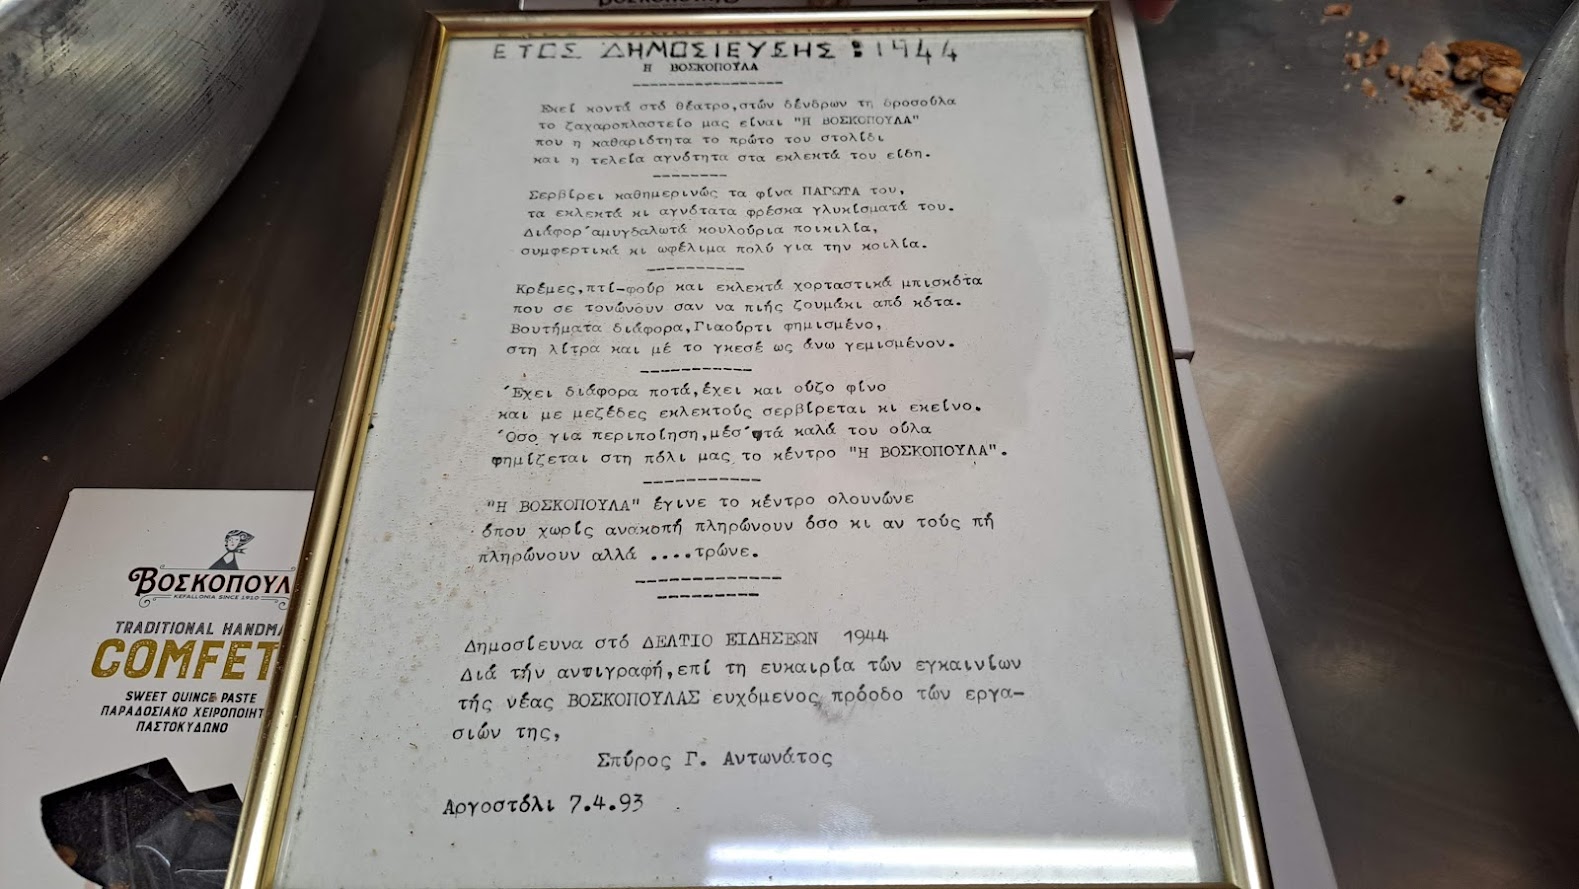 ΒΟΣΚΟΠΟΥΛΑ
ΕΤΟΣ ΔΗΜΟΣΙΕΥΣΗΣ : 1944
Η ΒΟΣΚΟΠΟΥΛΑ
Εκεί κοντά στό θέατρο,στών δένδρων τη δροσούλα
το ζαχαροπλαστείο μας είναι "Η ΒΟΣΚΟΠΟΥΛΑ"
που η καθαριότητα το πρώτο του στολίδι
και η τελεία αγνότητα στα εκλεκτά του είδη.
Σερβίρει καθημερινώς τα φίνα ΠΑΓΩΤΑ του,
τα εκλεκτά κι αγνότατα φρέσκα γλυκίσματά του.
Διάφορ΄αμυγδαλωτά κουλούρια ποικιλία,
συμφερτικά κι ωφέλιμα πολύ για την κοιλία.
Κρέμες,πτί-φούρ και εκλεκτά χορταστικά μπισκότα
που σε τονώνουν σαν να πιής ζουμάκι από κότα.
Βουτήματα διάφορα,Γιαούρτι φημισμένο,
στη λίτρα και μέ το γκεσέ ως άνω γεμισμένον.
΄Εχει διάφορα ποτά,έχει και ούζο φίνο
και με μεζέδες εκλεκτούς σερβίρεται κι εκείνο.
΄Οσο για περιποίηση,μέσ΄στά καλά του ούλα
φημίζεται στη πόλι μας το κέντρο "Η ΒΟΣΚΟΠΟΥΛΑ".
"Η ΒΟΣΚΟΠΟΥΛΑ" έγινε το κέντρο ολουνώνε
όπου χωρίς ανακοπή πληρώνουν όσο κι αν τούς πή
πληρώνουν αλλά ....τρώνε.
Δημοσίευνα στό ΔΕΛΤΙΟ ΕΙΔΗΣΕΩΝ 1944
Διά τήν αντιγραφή,επί τη ευκαιρία τών εγκαινίων
τής νέας ΒΟΣΚΟΠΟΥΛΑΣ ευχόμενος πρόοδο τών εργα-
σιών της,
Σπύρος Γ. Αντωνάτος
Αργοστόλι 7.4.93
ΒΟΣΚΟΠΟΥΛ
KEFALLONIA SINCE 1910
TRADITIONAL HANDMA
COMFET
SWEET QUINCE PASTE
ΠΑΡΑΔΟΣΙΑΚΟ ΧΕΙΡΟΠΟΙΗΤ
ΠΑΣΤΟΚΥΔΩΝΟ